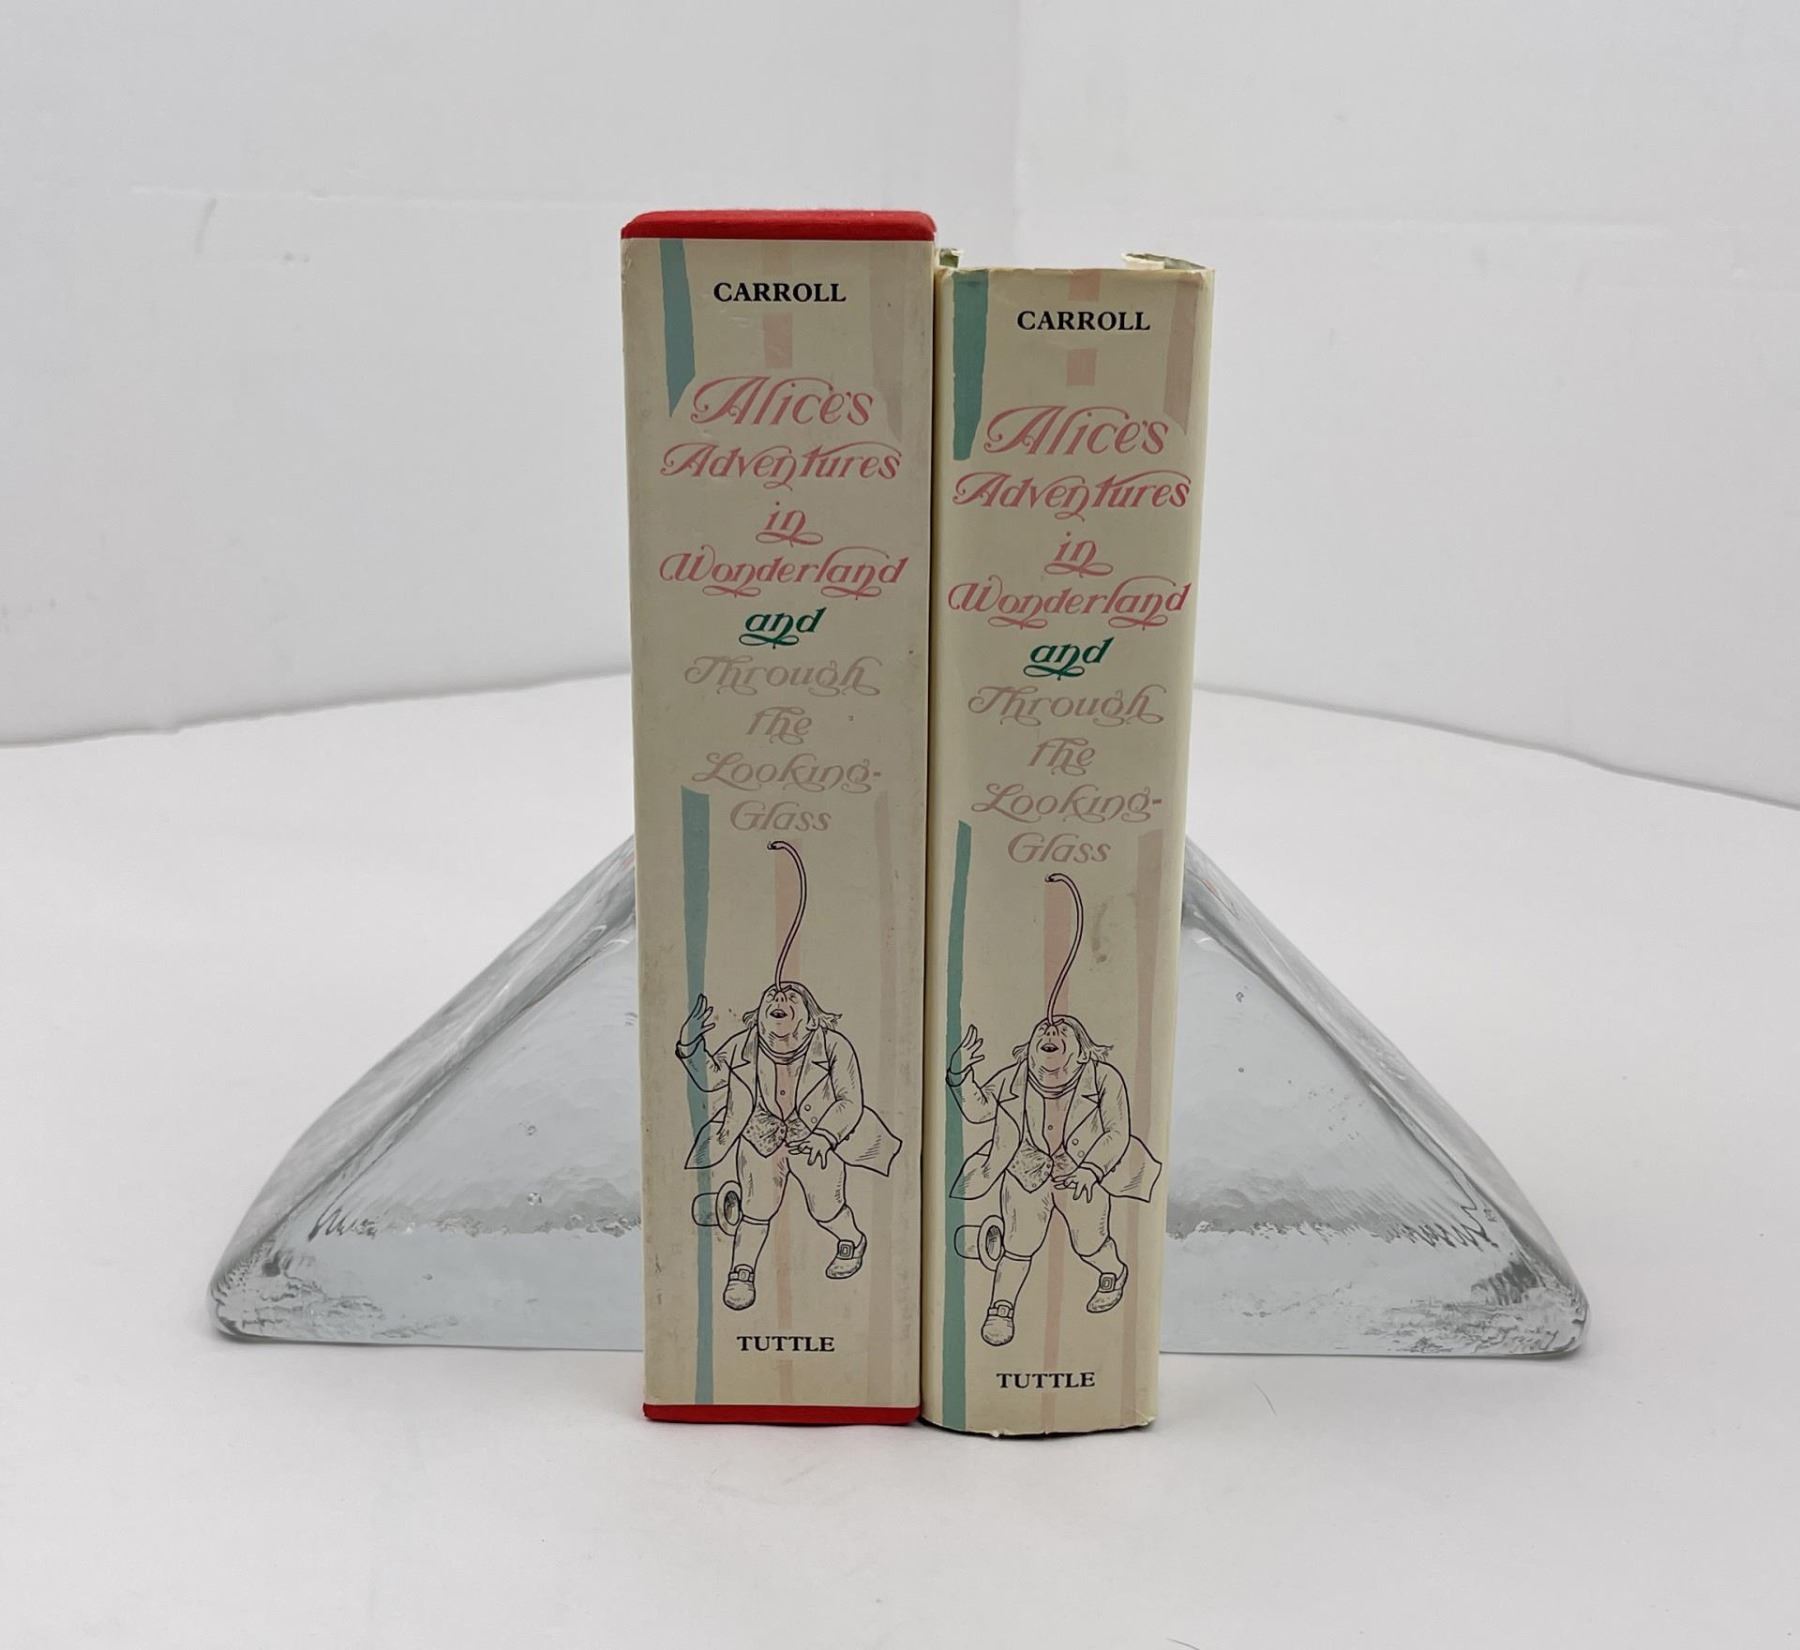 CARROLL
Alice's
Adventures
in
Wonderland
and
Through
the
Looking-
Glass
TUTTLE
CARROLL
Alice's
Adventures
in
Wonderland
and
Through
the
Looking-
Glass
TUTTLE